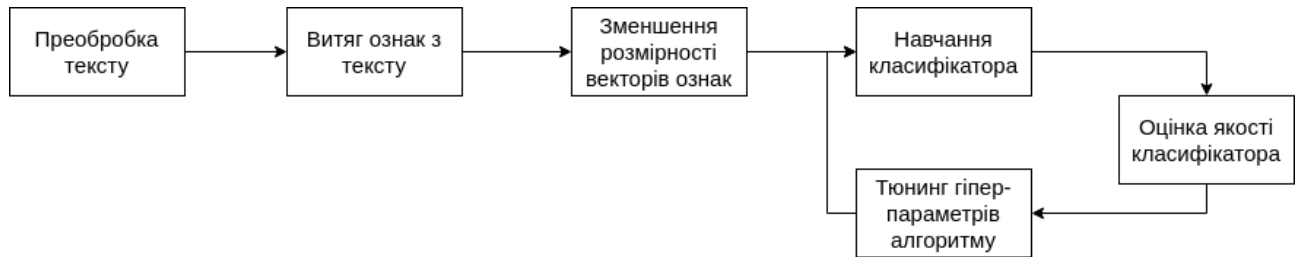 Преобробка
тексту
Витяг ознак з
тексту
Зменшення
розмірності
векторів ознак
Навчання
класифікатора
Оцінка якості
класифікатора
Тюнинг гіпер-
параметрів
алгоритму